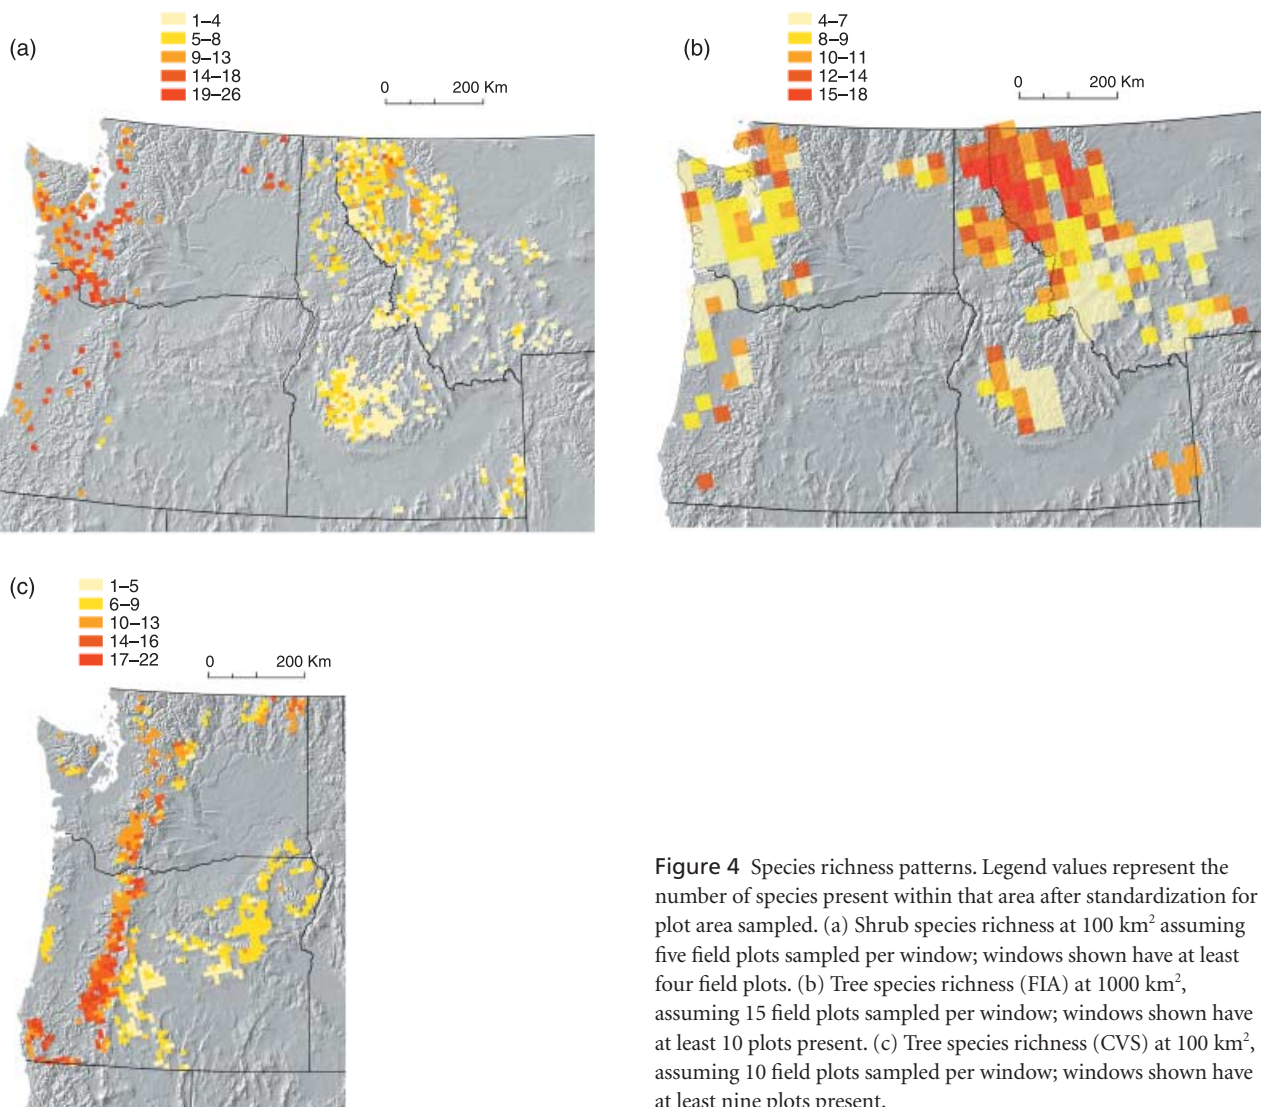 (a)
1–4
5–8
9–13
14–18
19–26
0 200 Km
(b)
4–7
8–9
10–11
12–14
15–18
0 200 Km
(c)
1–5
6–9
10–13
14–16
17–22
0 200 Km
Figure 4 Species richness patterns. Legend values represent the
number of species present within that area after standardization for
plot area sampled. (a) Shrub species richness at 100 km² assuming
five field plots sampled per window; windows shown have at least
four field plots. (b) Tree species richness (FIA) at 1000 km²,
assuming 15 field plots sampled per window; windows shown have
at least 10 plots present. (c) Tree species richness (CVS) at 100 km²,
assuming 10 field plots sampled per window; windows shown have
at least nine plots present.